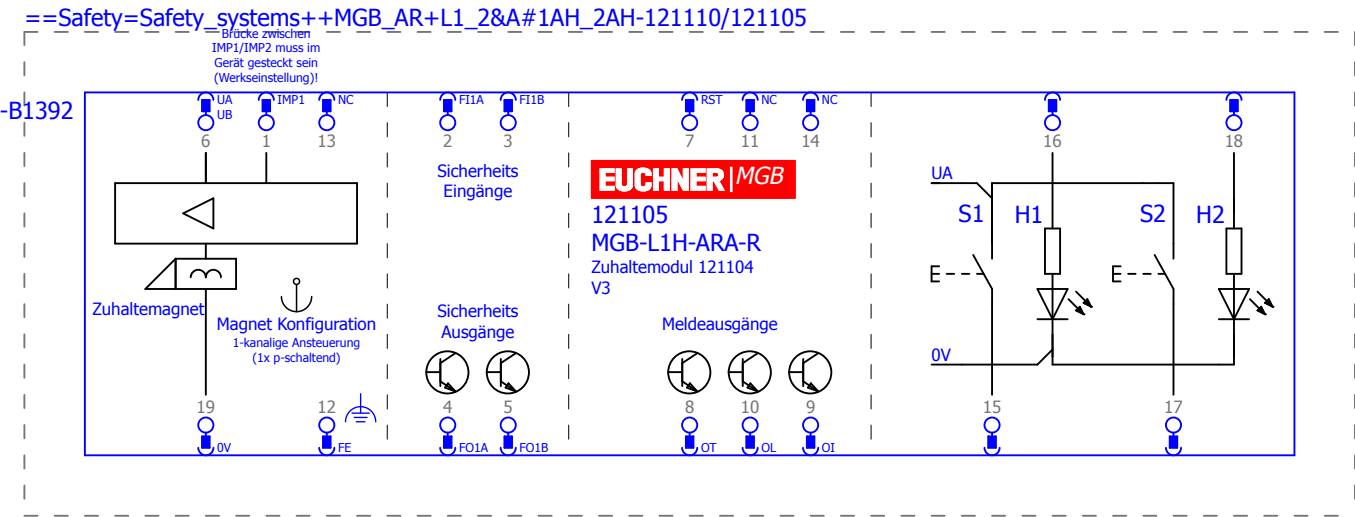 ==Safety=Safety_systems++MGB_AR+L1_2&A#1AH_2AH-121110/121105
Brücke zwischen
IMP1/IMP2 muss im
Gerät gesteckt sein
(Werkseinstellung)!
-B1392
UA IMP1 NC FI1A FI1B RST NC NC
UB
6 1 13 2 3 7 11 14 16 18
Sicherheits
Eingänge
EUCHNER|MGB
121105
MGB-L1H-ARA-R
Zuhaltemodul 121104
V3
UA
S1 H1 S2 H2
E E
Zuhaltemagnet
Magnet Konfiguration
1-kanalige Ansteuerung
(1x p-schaltend)
Sicherheits
Ausgänge
Meldeausgänge
0V
19 12 4 5 8 10 9 15 17
0V FE FO1A FO1B OT OL OI